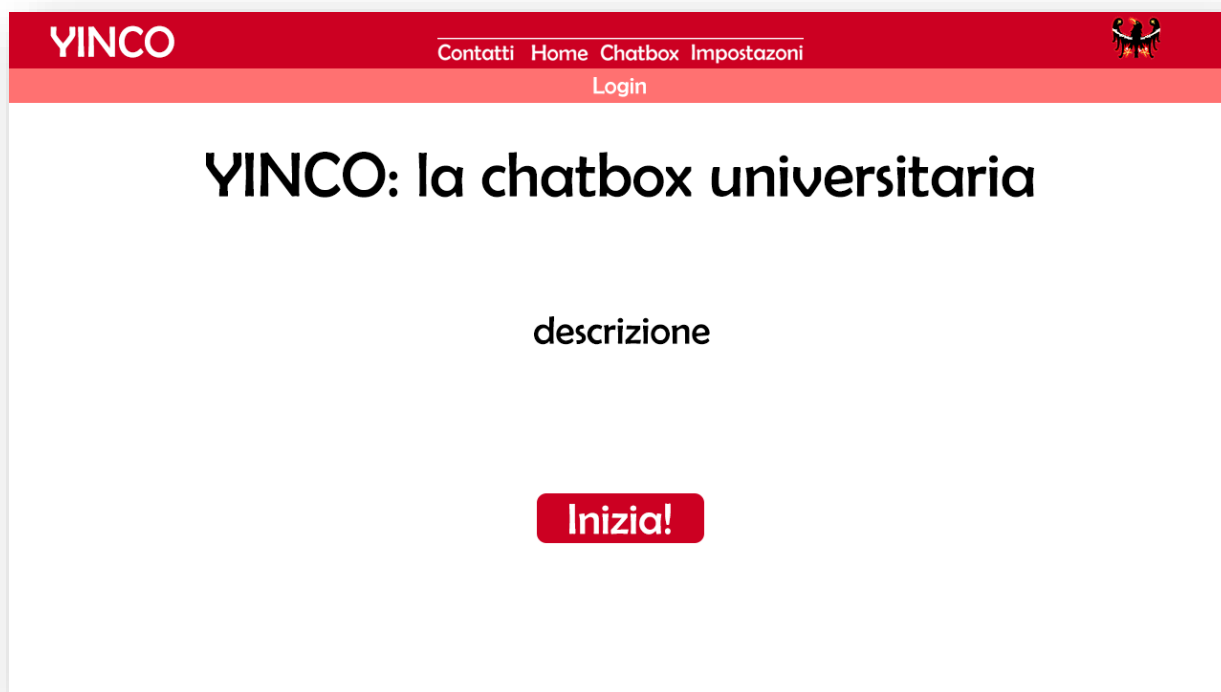 YINCO
Contatti Home Chatbox Impostazoni
Login
YINCO: la chatbox universitaria
descrizione
Inizia!